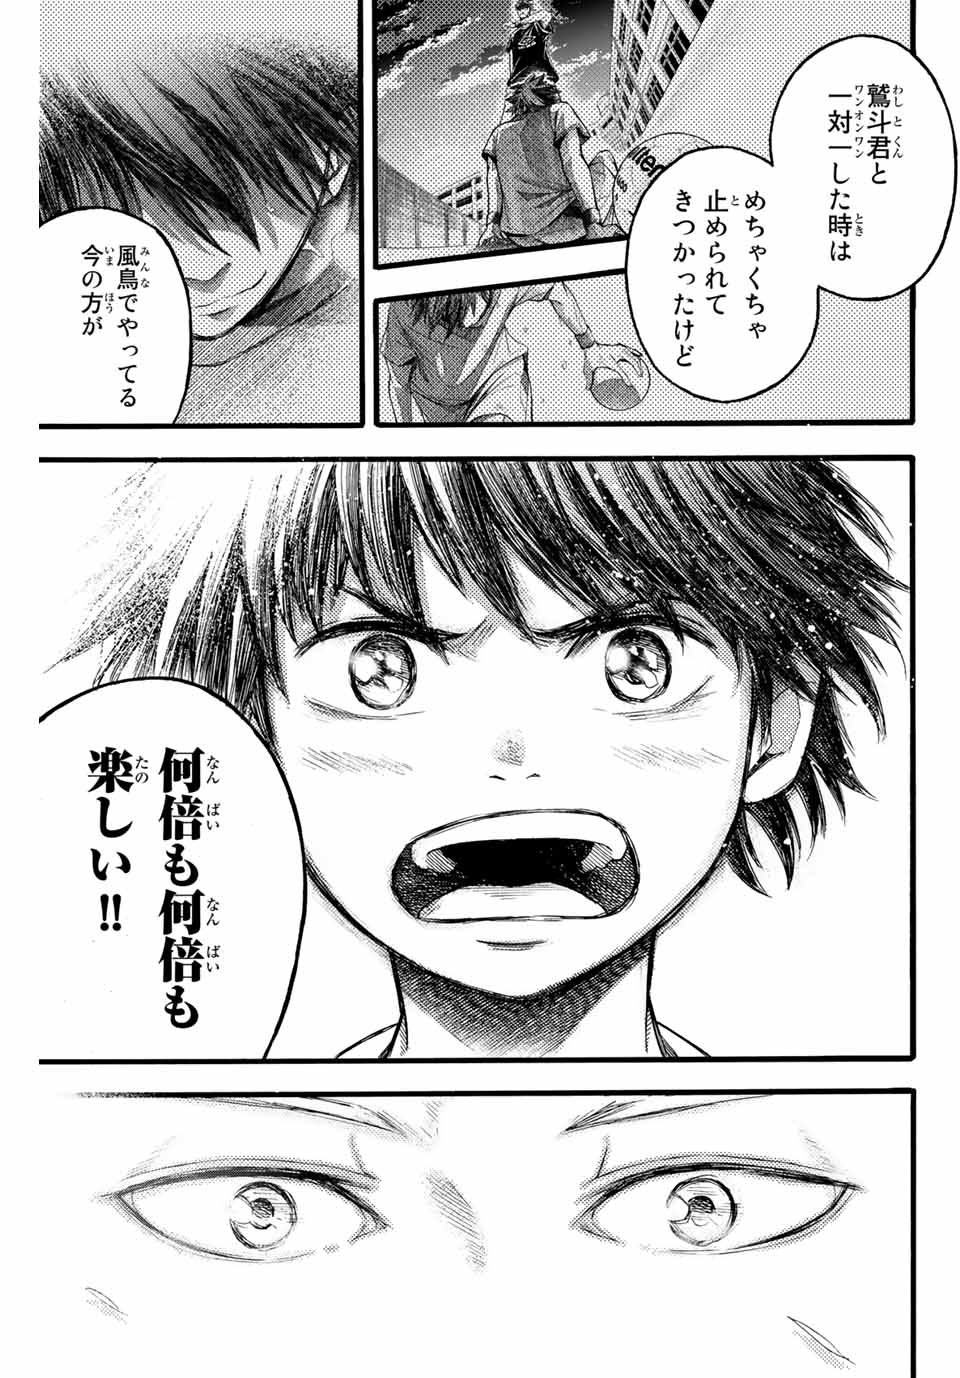 鷲斗君と
一対一した時は
めちゃくちゃ
止められて
きつかったけど
風鳥でやってる
今の方が
何倍も何倍も
楽しい!!